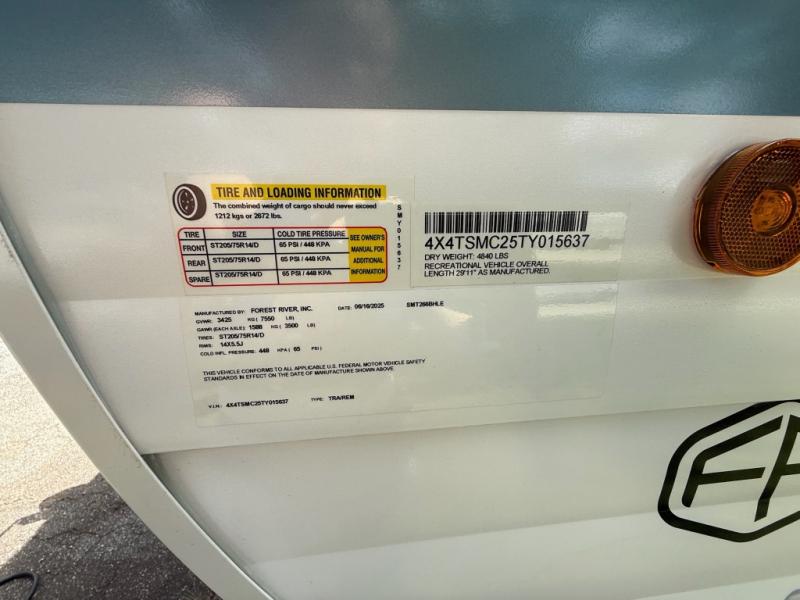 TIRE AND LOADING INFORMATION
The combined weight of cargo should never exceed
1212 kgs or 2672 lbs.
TIRE SIZE COLD TIRE PRESSURE
FRONT ST205/75R14/D 65 PSI / 448 KPA
REAR ST205/75R14/D 65 PSI / 448 KPA
SPARE ST205/75R14/D 65 PSI / 448 KPA
SEE OWNER'S
MANUAL FOR
ADDITIONAL
INFORMATION
SMY015637
4X4TSMC25TY015637
DRY WEIGHT: 4840 LBS
RECREATIONAL VEHICLE OVERALL
LENGTH 29'11" AS MANUFACTURED.
MANUFACTURED BY: FOREST RIVER, INC. DATE: 06/16/2025 SMT266BHLE
GVWR: 3425 KG ( 7550 LB)
GAWR (EACH AXLE): 1588 KG ( 3500 LB)
TIRES: ST205/75R14/D
RIMS: 14X5.5J
COLD INFL. PRESSURE: 448 KPA ( 65 PSI )
THIS VEHICLE CONFORMS TO ALL APPLICABLE U.S. FEDERAL MOTOR VEHICLE SAFETY
STANDARDS IN EFFECT ON THE DATE OF MANUFACTURE SHOWN ABOVE.
V.I.N.: 4X4TSMC25TY015637 TYPE: TRA/REM